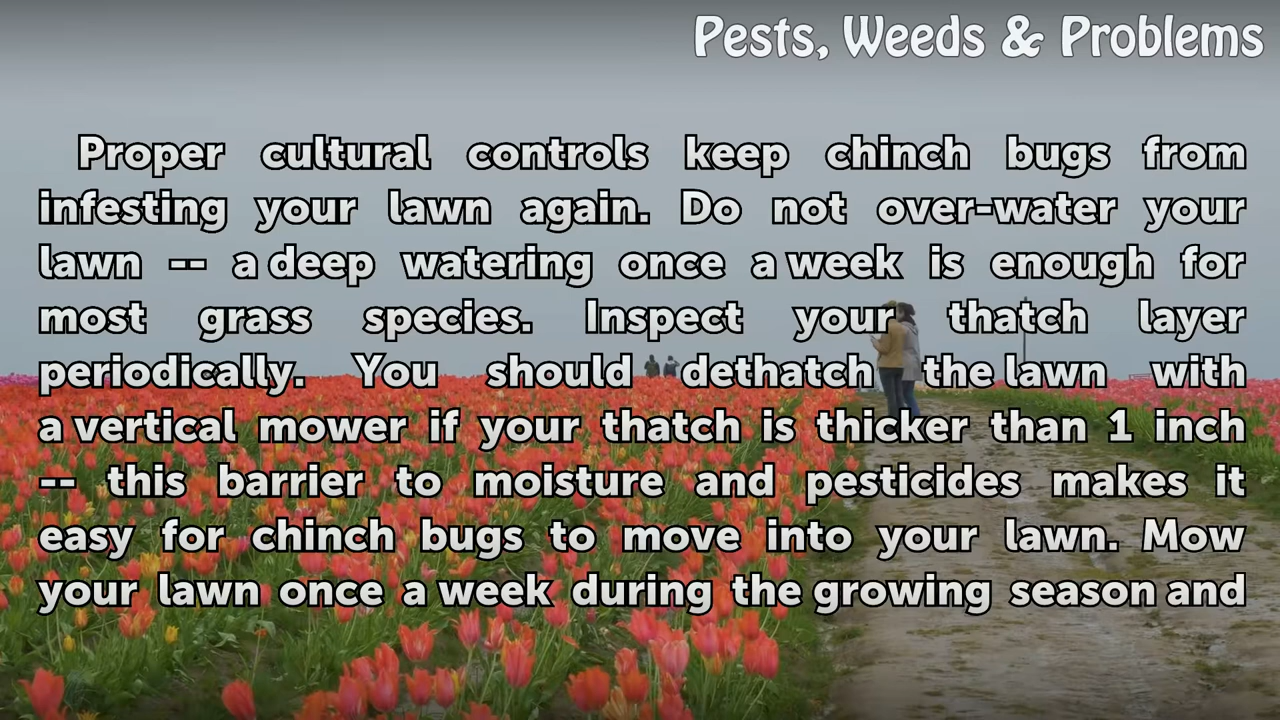 Pests, Weeds & Problems
Proper cultural controls keep chinch bugs from
infesting your lawn again. Do not over-water your
lawn -- a deep watering once a week is enough for
most grass species. Inspect your thatch layer
periodically. You should dethatch the lawn with
a vertical mower if your thatch is thicker than 1 inch
-- this barrier to moisture and pesticides makes it
easy for chinch bugs to move into your lawn. Mow
your lawn once a week during the growing season and